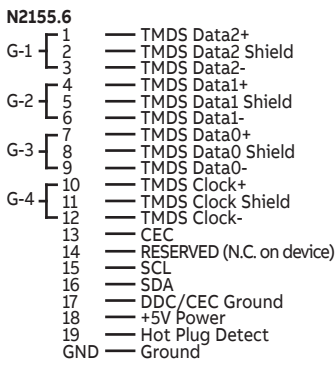 N2155.6
1 TMDS Data2+
G-1 2 TMDS Data2 Shield
3 TMDS Data2-
4 TMDS Data1+
G-2 5 TMDS Data1 Shield
6 TMDS Data1-
7 TMDS Data0+
G-3 8 TMDS Data0 Shield
9 TMDS Data0-
10 TMDS Clock+
G-4 11 TMDS Clock Shield
12 TMDS Clock-
13 CEC
14 RESERVED (N.C. on device)
15 SCL
16 SDA
17 DDC/CEC Ground
18 +5V Power
19 Hot Plug Detect
GND Ground